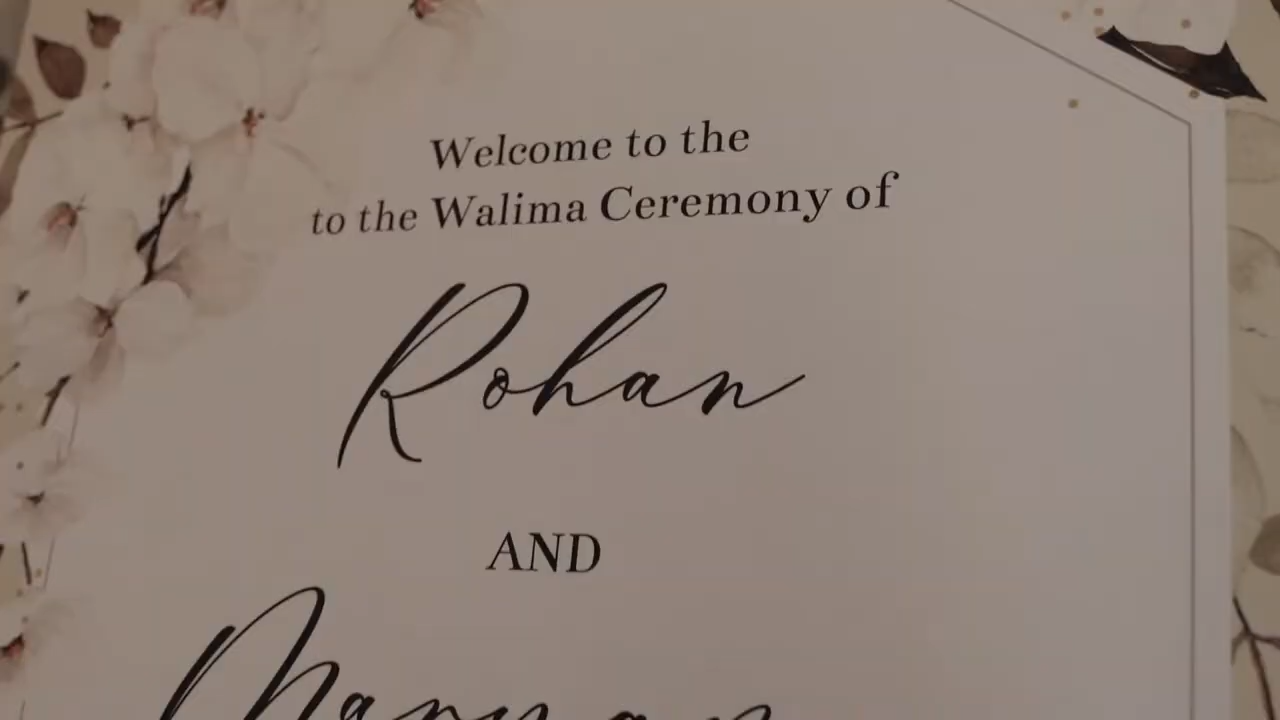 Welcome to the
to the Walima Ceremony of
Rohan
AND